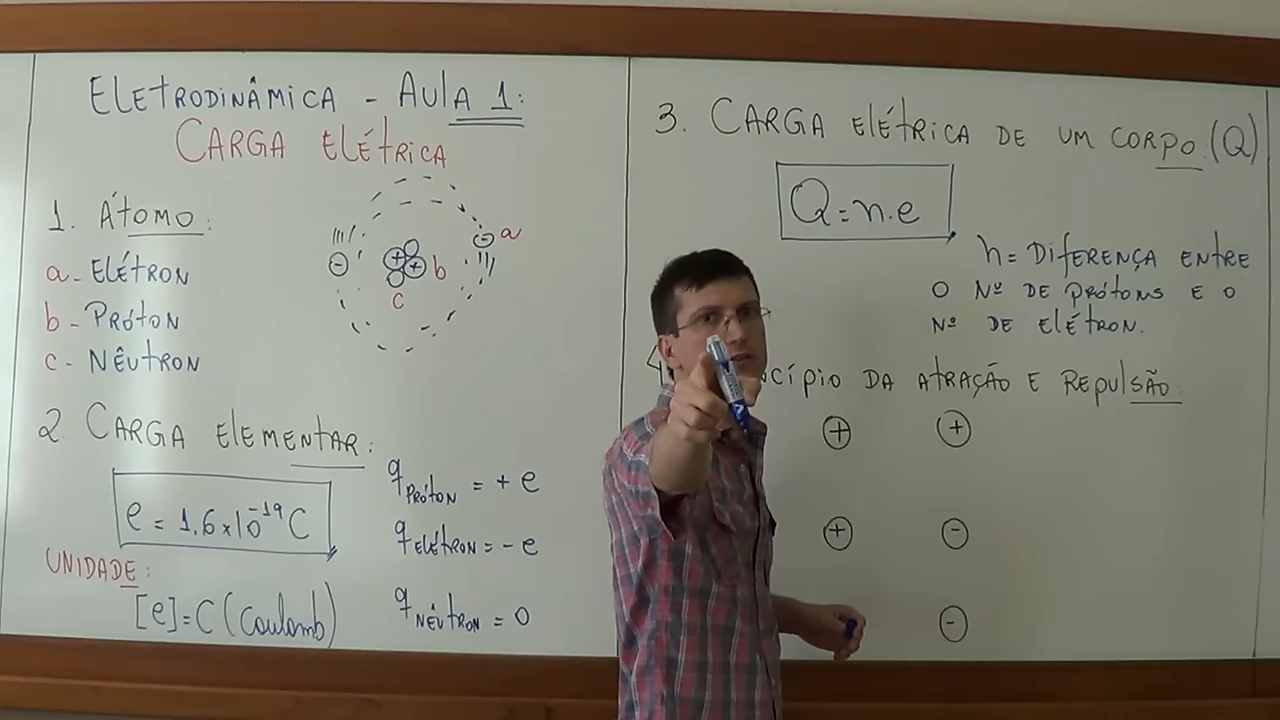 ELETRODINÂMICA - AULA 1:
CARGA ELÉTRICA
1. ÁTOMO:
a - ELÉTRON
b - PRÓTON
c - NÊUTRON
a
b
c
2. CARGA ELEMENTAR:
e = 1,6 x 10⁻¹⁹ C
UNIDADE:
[e] = C (Coulomb)
q PRÓTON = + e
q ELÉTRON = - e
q NÊUTRON = 0
3. CARGA ELÉTRICA DE UM CORPO. (Q)
Q = n.e
n = DIFERENÇA ENTRE
O Nº DE PRÓTONS E O
Nº DE ELÉTRON.
DA ATRAÇÃO E REPULSÃO:
+ +
+ -
-